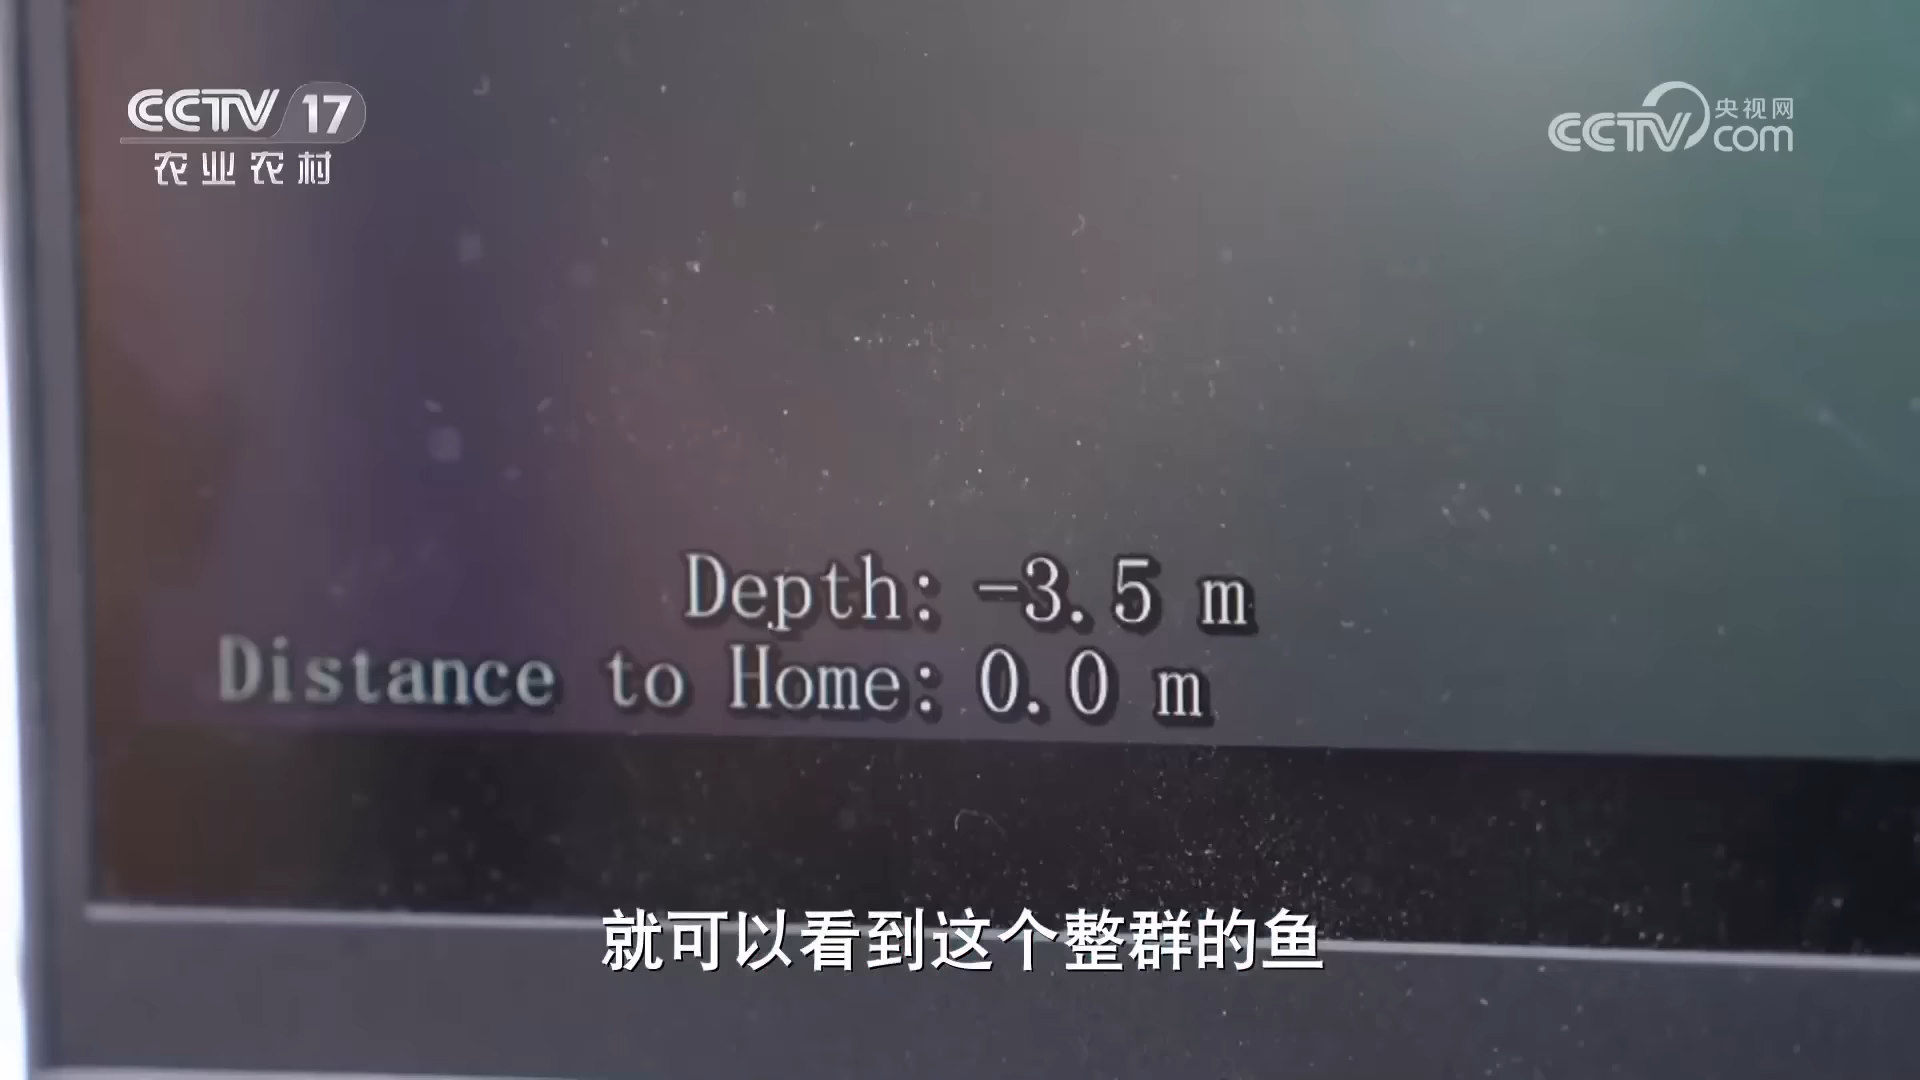 CCTV 17
农业农村
央视网
CCTV com
Depth: -3.5 m
Distance to Home: 0.0 m
就可以看到这个整群的鱼